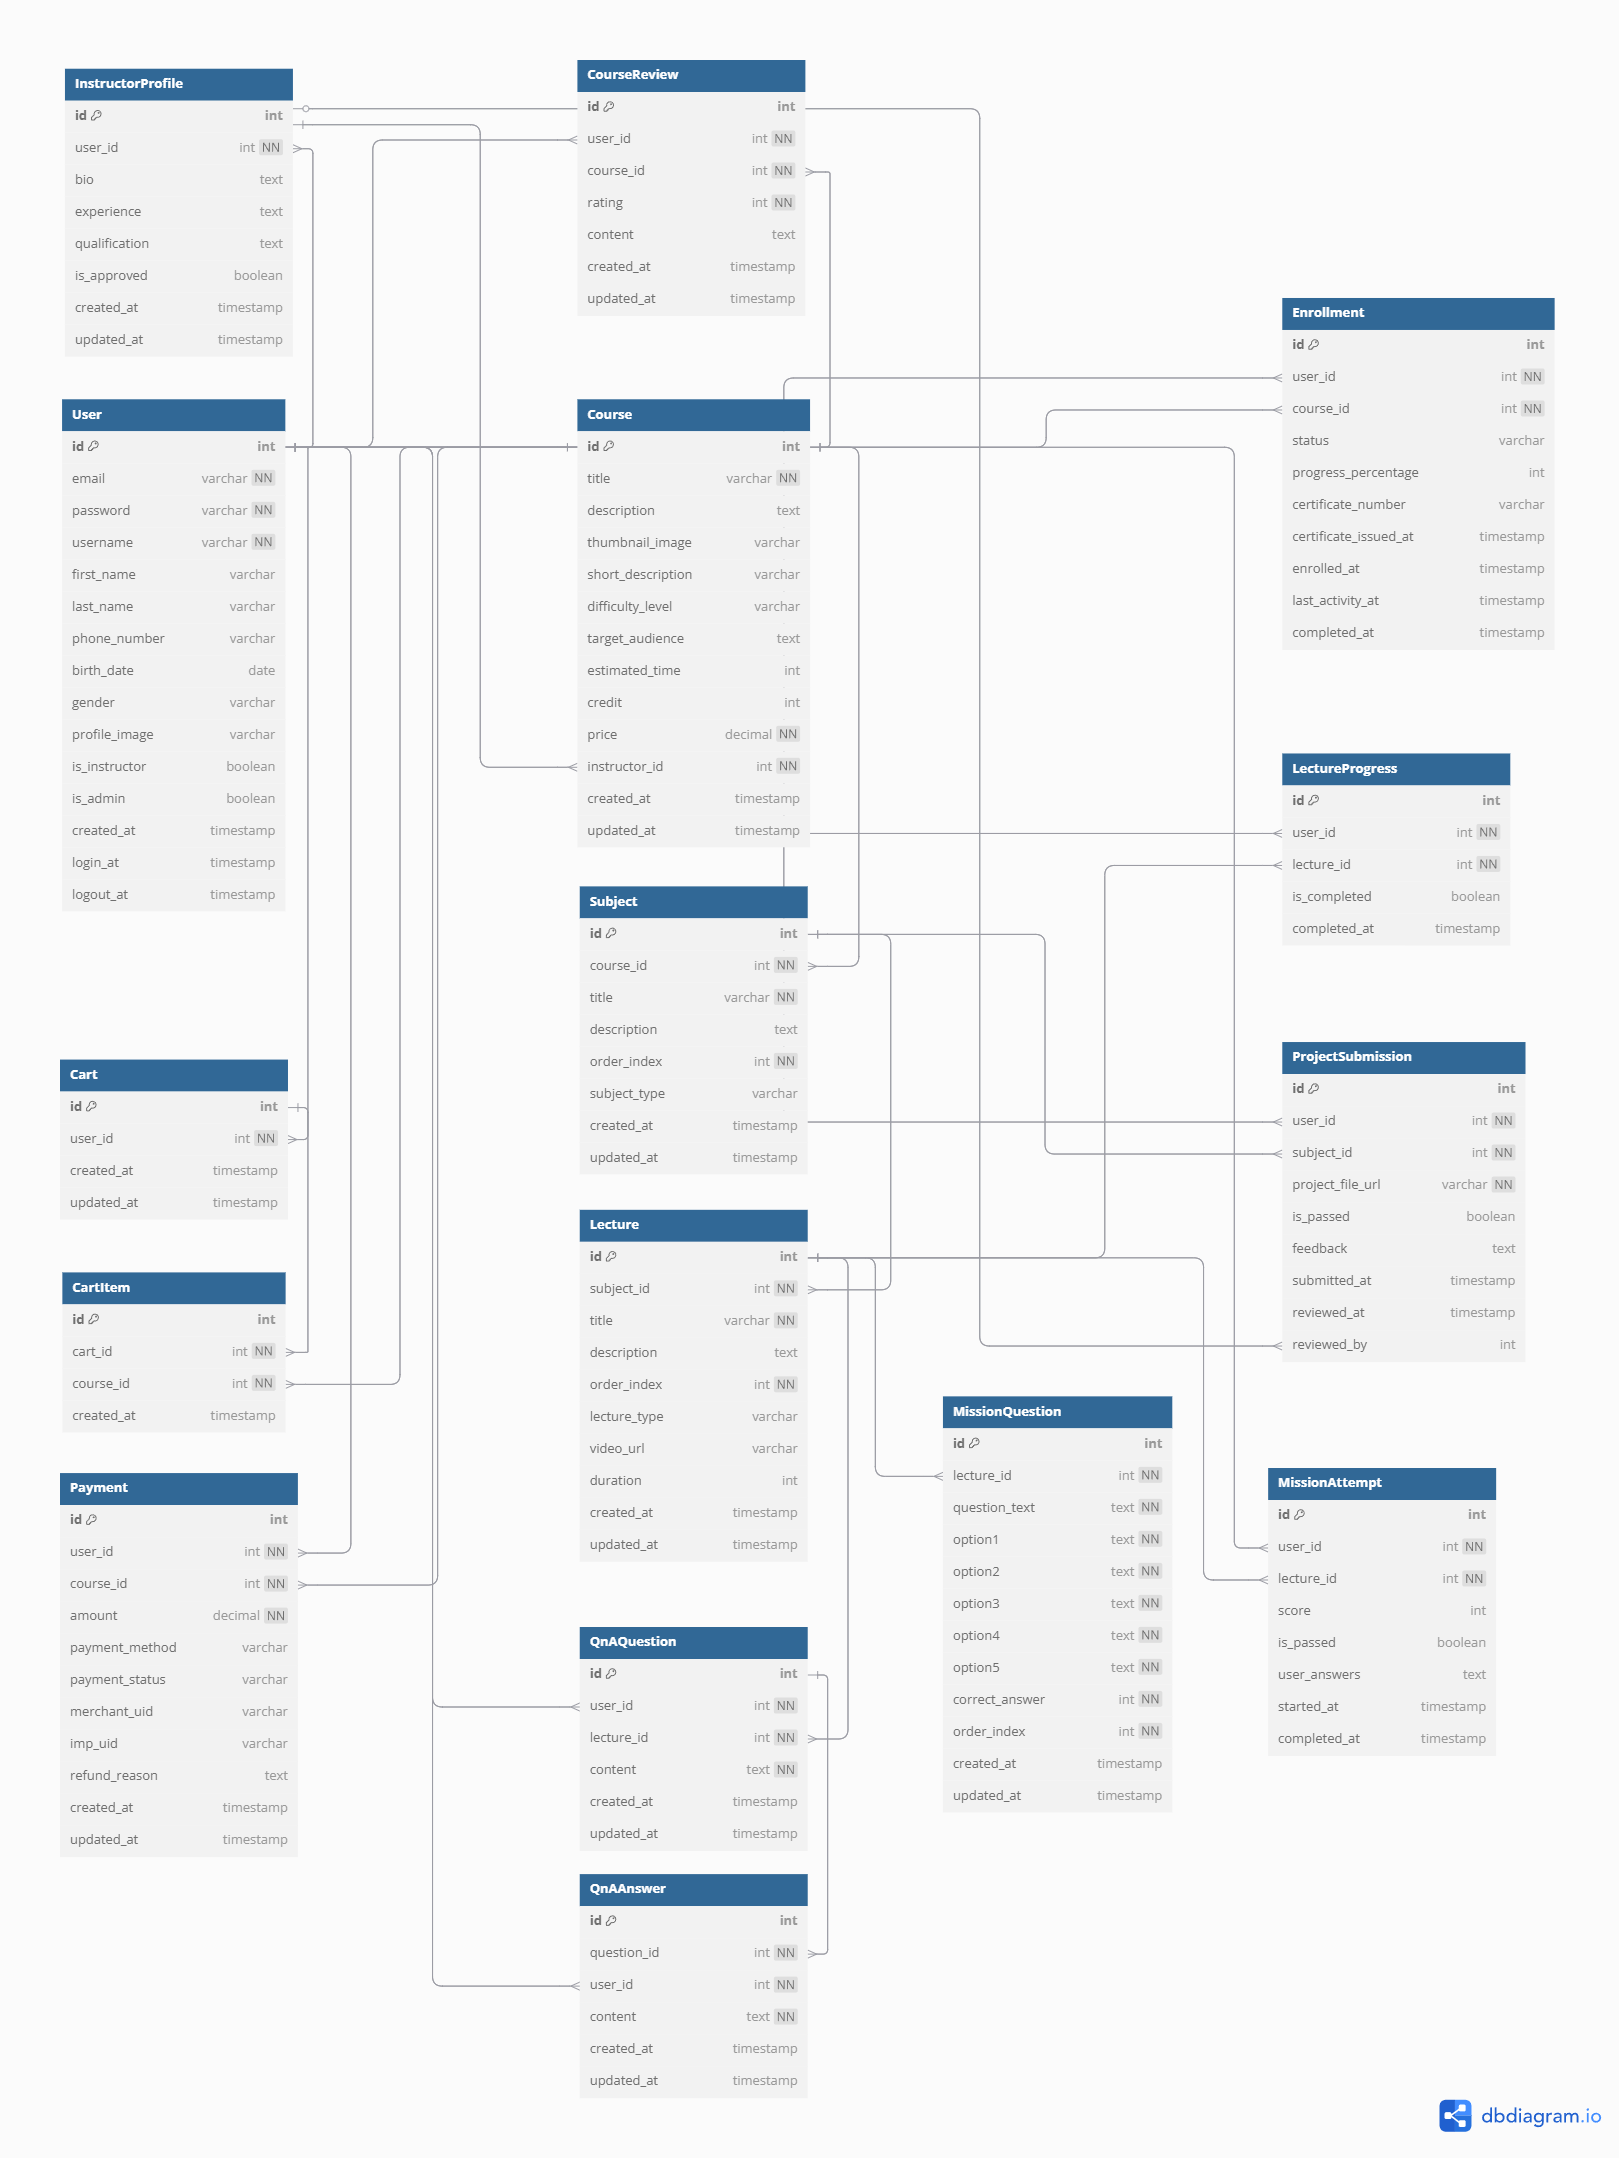 InstructorProfile
id int
user_id int NN
bio text
experience text
qualification text
is_approved boolean
created_at timestamp
updated_at timestamp
CourseReview
id int
user_id int NN
course_id int NN
rating int NN
content text
created_at timestamp
updated_at timestamp
Enrollment
id int
user_id int NN
course_id int NN
status varchar
progress_percentage int
certificate_number varchar
certificate_issued_at timestamp
enrolled_at timestamp
last_activity_at timestamp
completed_at timestamp
User
id int
email varchar NN
password varchar NN
username varchar NN
first_name varchar
last_name varchar
phone_number varchar
birth_date date
gender varchar
profile_image varchar
is_instructor boolean
is_admin boolean
created_at timestamp
login_at timestamp
logout_at timestamp
Course
id int
title varchar NN
description text
thumbnail_image varchar
short_description varchar
difficulty_level varchar
target_audience text
estimated_time int
credit int
price decimal NN
instructor_id int NN
created_at timestamp
updated_at timestamp
LectureProgress
id int
user_id int NN
lecture_id int NN
is_completed boolean
completed_at timestamp
Subject
id int
course_id int NN
title varchar NN
description text
order_index int NN
subject_type varchar
created_at timestamp
updated_at timestamp
Cart
id int
user_id int NN
created_at timestamp
updated_at timestamp
ProjectSubmission
id int
user_id int NN
subject_id int NN
project_file_url varchar NN
is_passed boolean
feedback text
submitted_at timestamp
reviewed_at timestamp
reviewed_by int
Lecture
id int
subject_id int NN
title varchar NN
description text
order_index int NN
lecture_type varchar
video_url varchar
duration int
created_at timestamp
updated_at timestamp
CartItem
id int
cart_id int NN
course_id int NN
created_at timestamp
MissionQuestion
id int
lecture_id int NN
question_text text NN
option1 text NN
option2 text NN
option3 text NN
option4 text NN
option5 text NN
correct_answer int NN
order_index int NN
created_at timestamp
updated_at timestamp
MissionAttempt
id int
user_id int NN
lecture_id int NN
score int
is_passed boolean
user_answers text
started_at timestamp
completed_at timestamp
Payment
id int
user_id int NN
course_id int NN
amount decimal NN
payment_method varchar
payment_status varchar
merchant_uid varchar
imp_uid varchar
refund_reason text
created_at timestamp
updated_at timestamp
QnAQuestion
id int
user_id int NN
lecture_id int NN
content text NN
created_at timestamp
updated_at timestamp
QnAAnswer
id int
question_id int NN
user_id int NN
content text NN
created_at timestamp
updated_at timestamp
dbdiagram.io